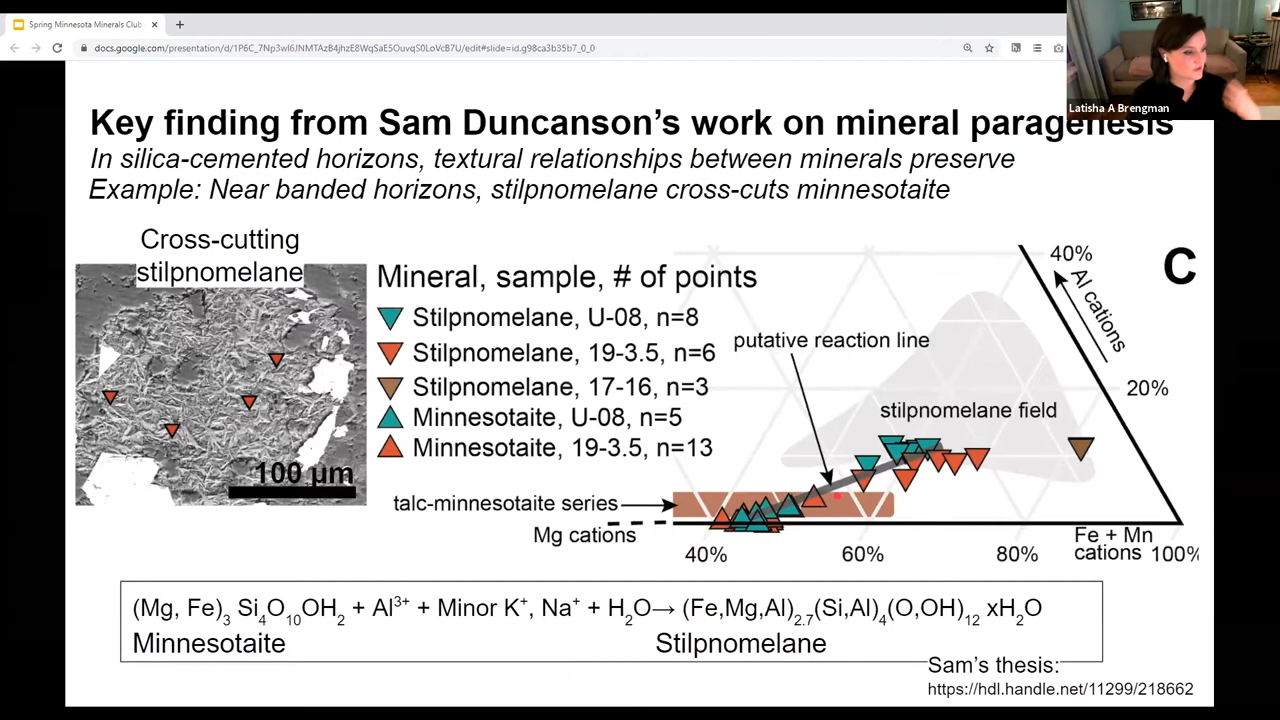 Spring Minnesota Minerals Club
docs.google.com/presentation/d/1P6C_7Np3wI6JNMTAzB4jhzE8WqSaE5OuvqS0LoVcB7U/edit#slide=id.g98ca3b35b7_0_0
Latisha A Brengman
Key finding from Sam Duncanson's work on mineral paragenesis
In silica-cemented horizons, textural relationships between minerals preserve
Example: Near banded horizons, stilpnomelane cross-cuts minnesotaite
Cross-cutting
stilpnomelane
100 µm
Mineral, sample, # of points
Stilpnomelane, U-08, n=8
Stilpnomelane, 19-3.5, n=6
Stilpnomelane, 17-16, n=3
Minnesotaite, U-08, n=5
Minnesotaite, 19-3.5, n=13
talc-minnesotaite series
Mg cations
putative reaction line
stilpnomelane field
C
40%
Al cations
20%
40%
60%
80%
Fe + Mn
cations 100%
(Mg, Fe)3 Si4O10OH2 + Al3+ + Minor K+, Na+ + H2O→ (Fe,Mg,Al)2.7(Si,Al)4(O,OH)12 xH2O
Minnesotaite
Stilpnomelane
Sam's thesis:
https://hdl.handle.net/11299/218662